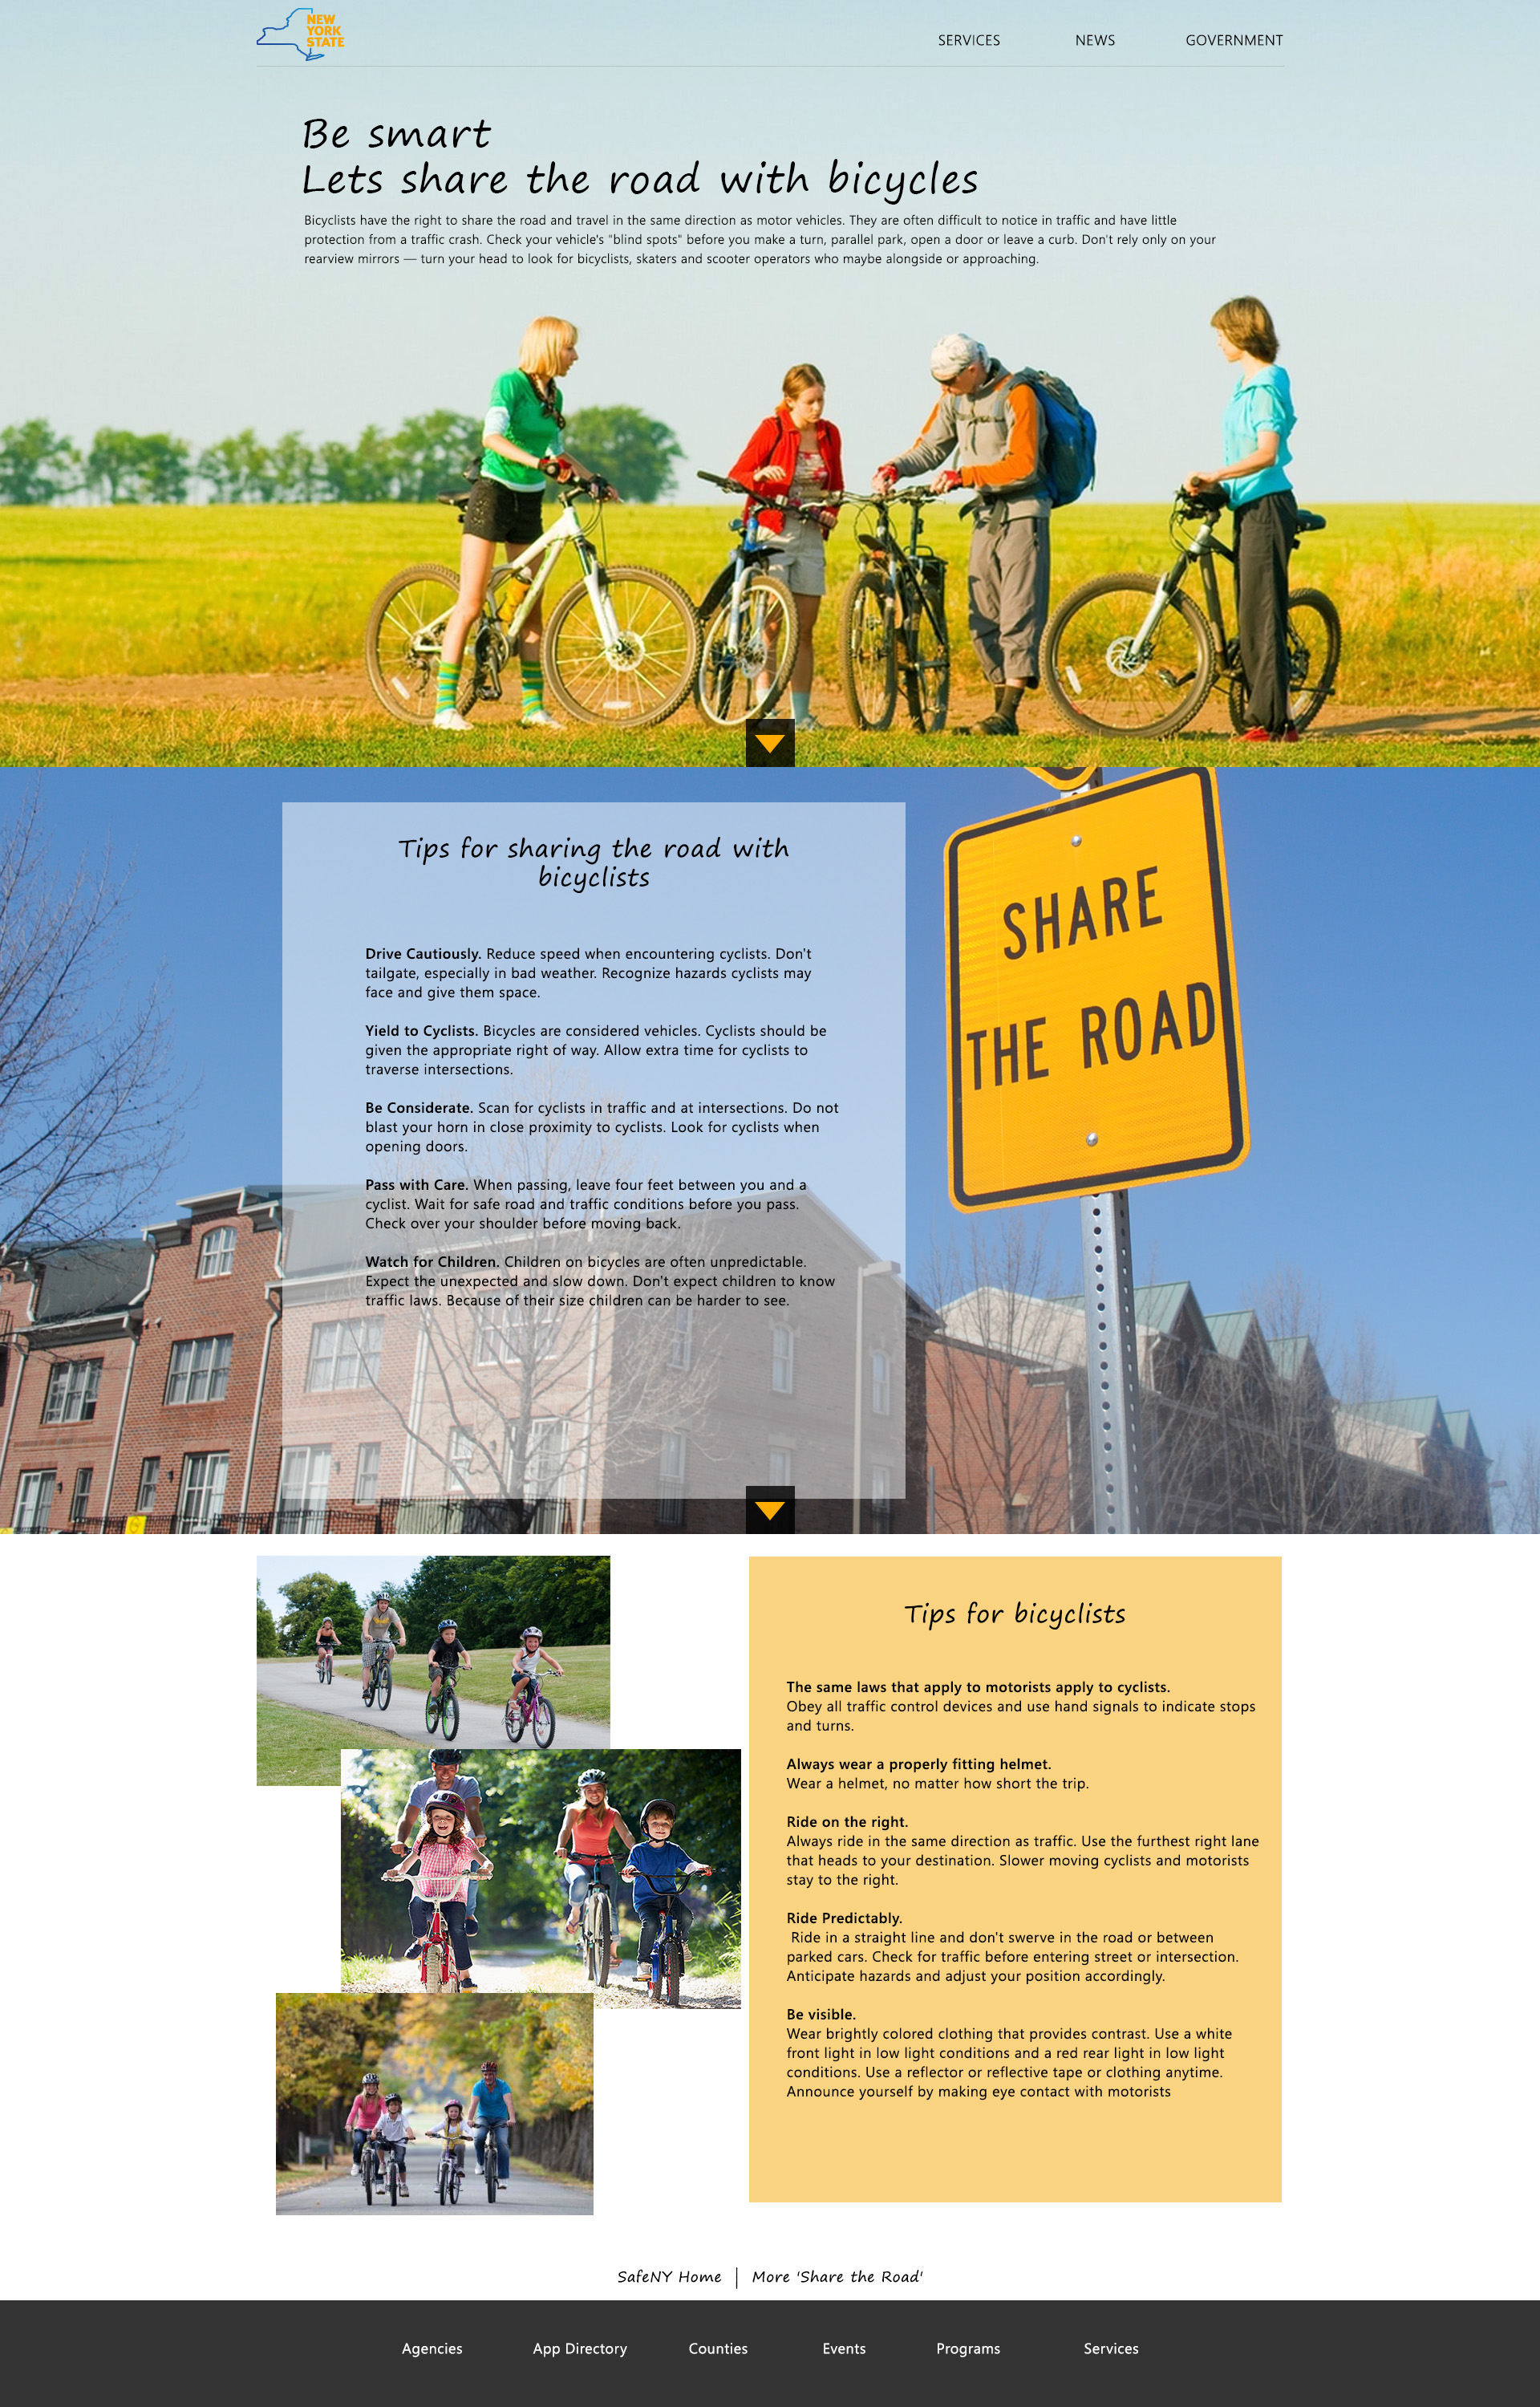 NEW
YORK
STATE
SERVICES NEWS GOVERNMENT
Be smart
Lets share the road with bicycles
Bicyclists have the right to share the road and travel in the same direction as motor vehicles. They are often difficult to notice in traffic and have little
protection from a traffic crash. Check your vehicle's "blind spots" before you make a turn, parallel park, open a door or leave a curb. Don't rely only on your
rearview mirrors — turn your head to look for bicyclists, skaters and scooter operators who maybe alongside or approaching.
Tips for sharing the road with
bicyclists
Drive Cautiously. Reduce speed when encountering cyclists. Don't
tailgate, especially in bad weather. Recognize hazards cyclists may
face and give them space.
Yield to Cyclists. Bicycles are considered vehicles. Cyclists should be
given the appropriate right of way. Allow extra time for cyclists to
traverse intersections.
Be Considerate. Scan for cyclists in traffic and at intersections. Do not
blast your horn in close proximity to cyclists. Look for cyclists when
opening doors.
Pass with Care. When passing, leave four feet between you and a
cyclist. Wait for safe road and traffic conditions before you pass.
Check over your shoulder before moving back.
Watch for Children. Children on bicycles are often unpredictable.
Expect the unexpected and slow down. Don't expect children to know
traffic laws. Because of their size children can be harder to see.
SHARE
THE ROAD
Tips for bicyclists
The same laws that apply to motorists apply to cyclists.
Obey all traffic control devices and use hand signals to indicate stops
and turns.
Always wear a properly fitting helmet.
Wear a helmet, no matter how short the trip.
Ride on the right.
Always ride in the same direction as traffic. Use the furthest right lane
that heads to your destination. Slower moving cyclists and motorists
stay to the right.
Ride Predictably.
Ride in a straight line and don't swerve in the road or between
parked cars. Check for traffic before entering street or intersection.
Anticipate hazards and adjust your position accordingly.
Be visible.
Wear brightly colored clothing that provides contrast. Use a white
front light in low light conditions and a red rear light in low light
conditions. Use a reflector or reflective tape or clothing anytime.
Announce yourself by making eye contact with motorists
SafeNY Home | More 'Share the Road'
Agencies App Directory Counties Events Programs Services